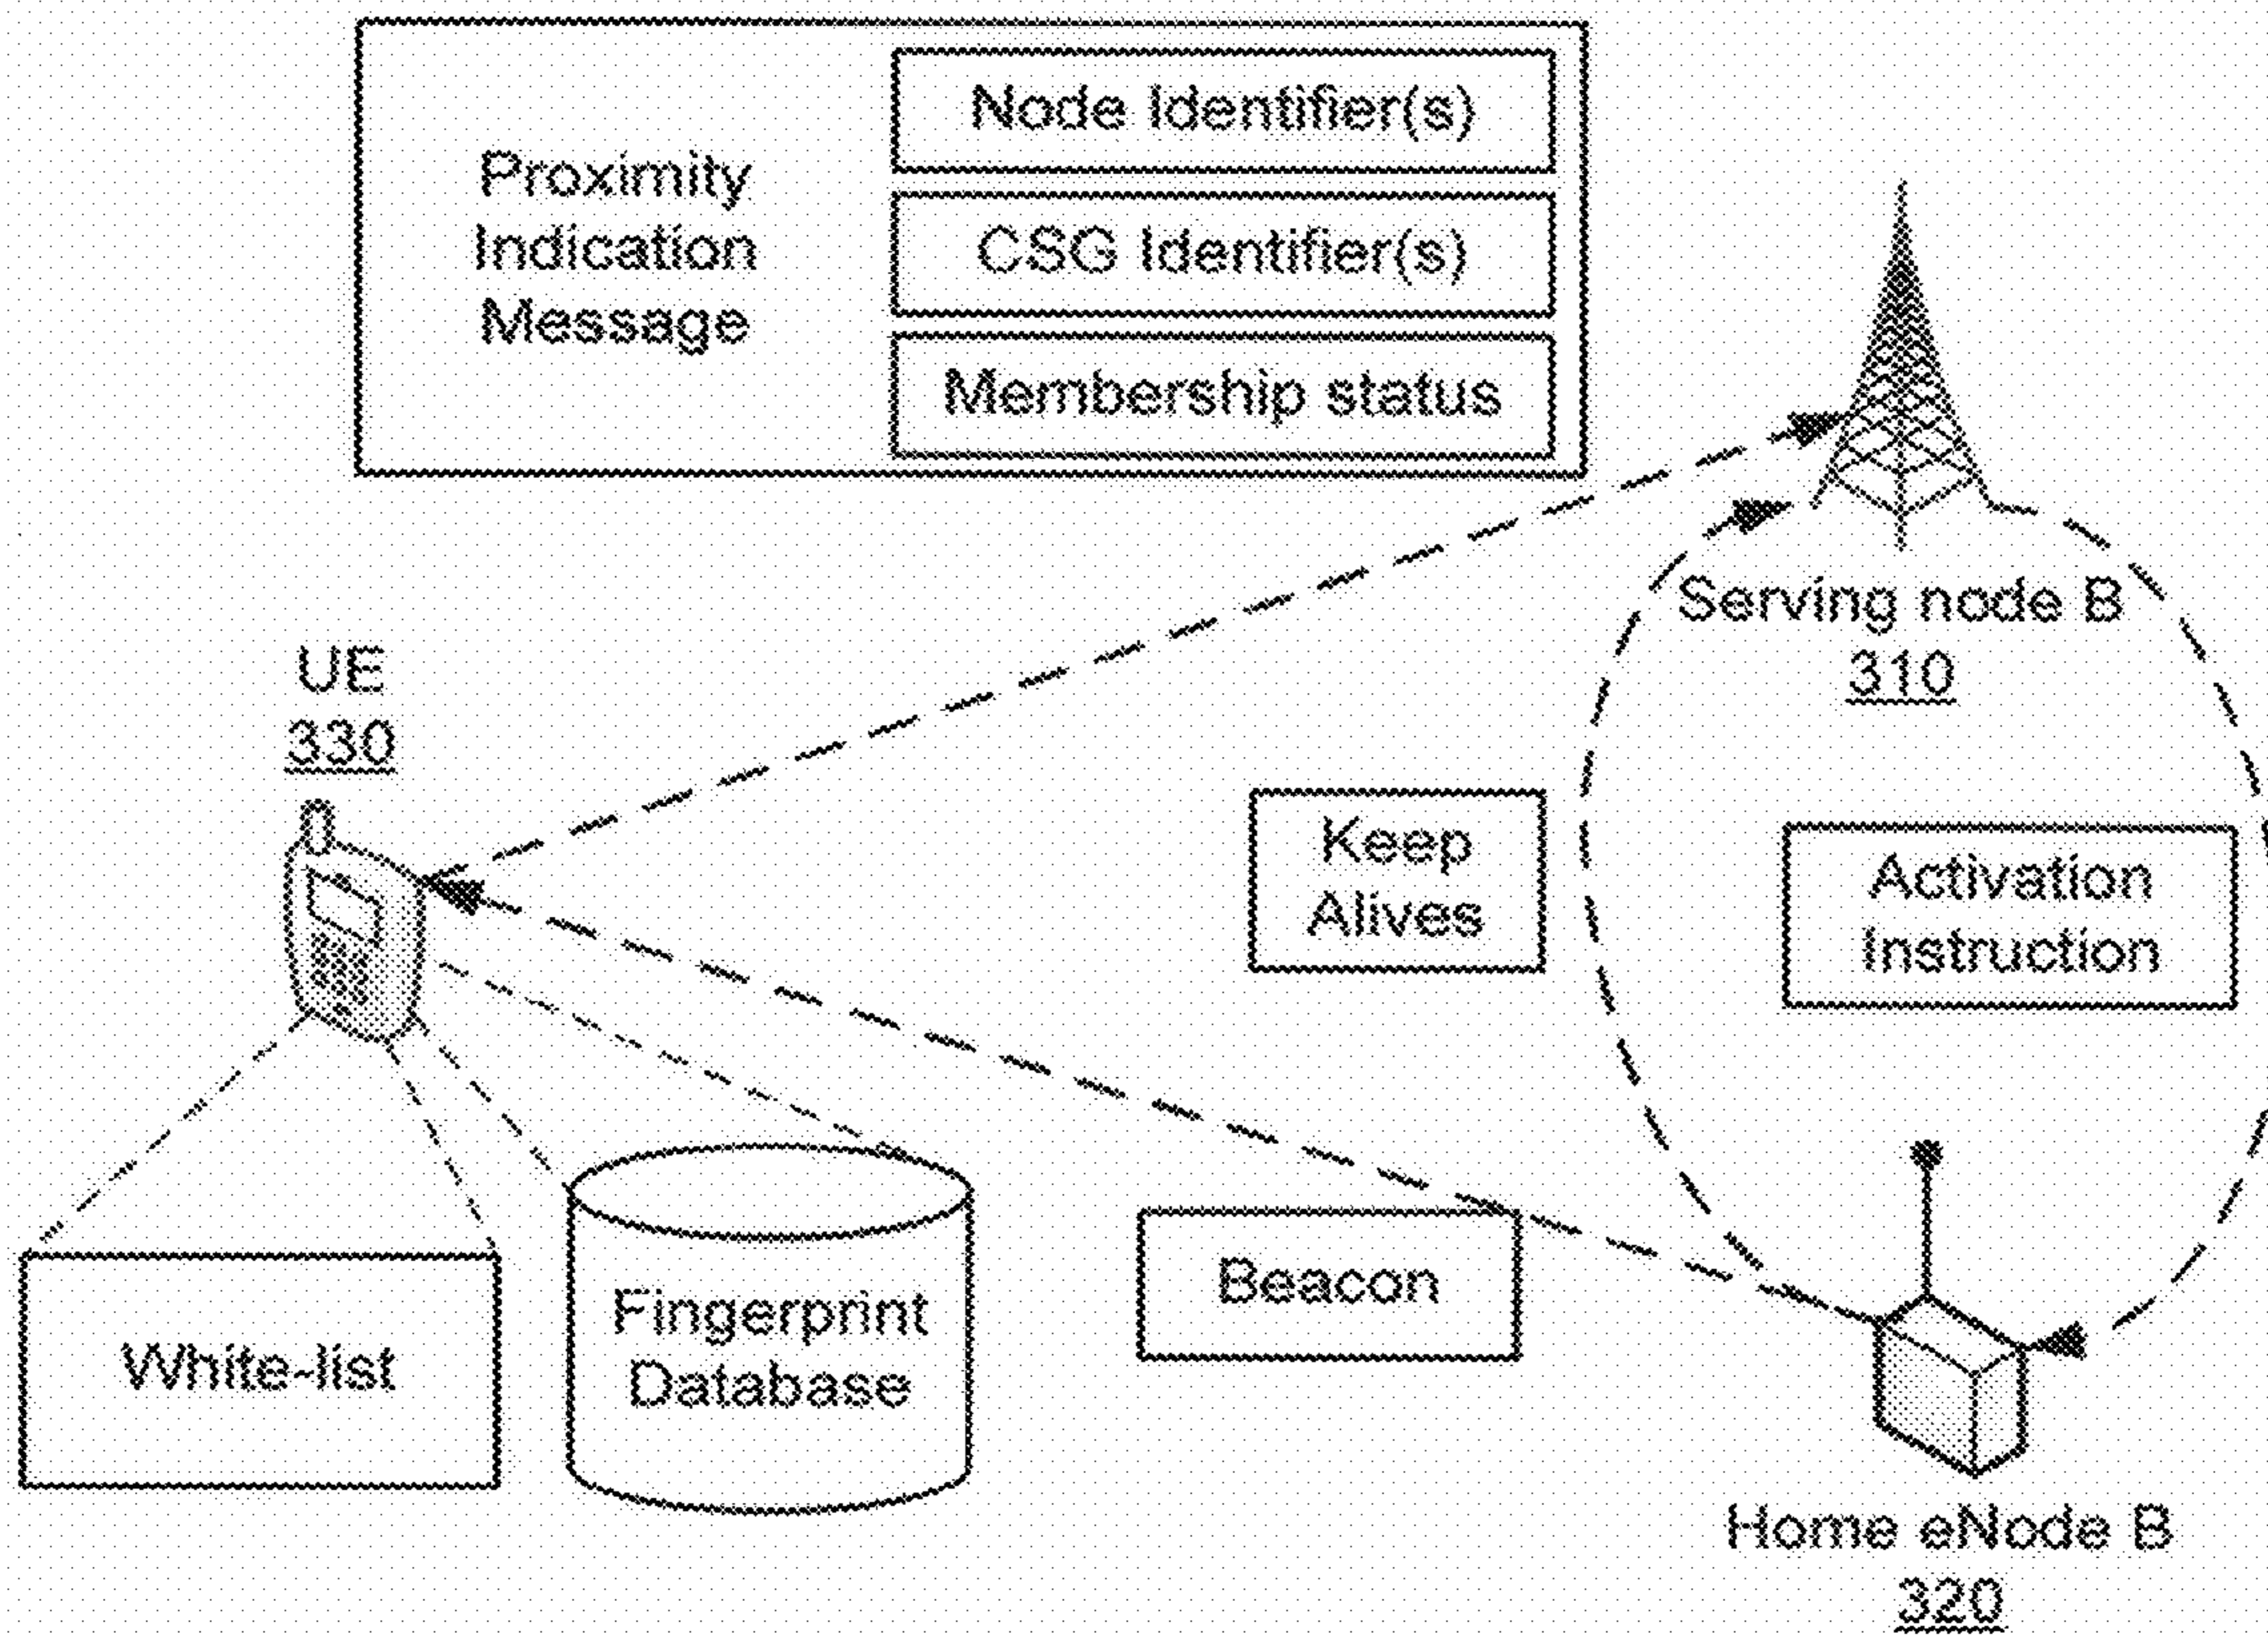 Proximity
Indication
Message
Node Identifier(s)
CSG Identifier(s)
Membership status
Serving node B
310
UE
330
Keep
Alives
Activation
Instruction
White-list
Fingerprint
Database
Beacon
Home eNode B
320